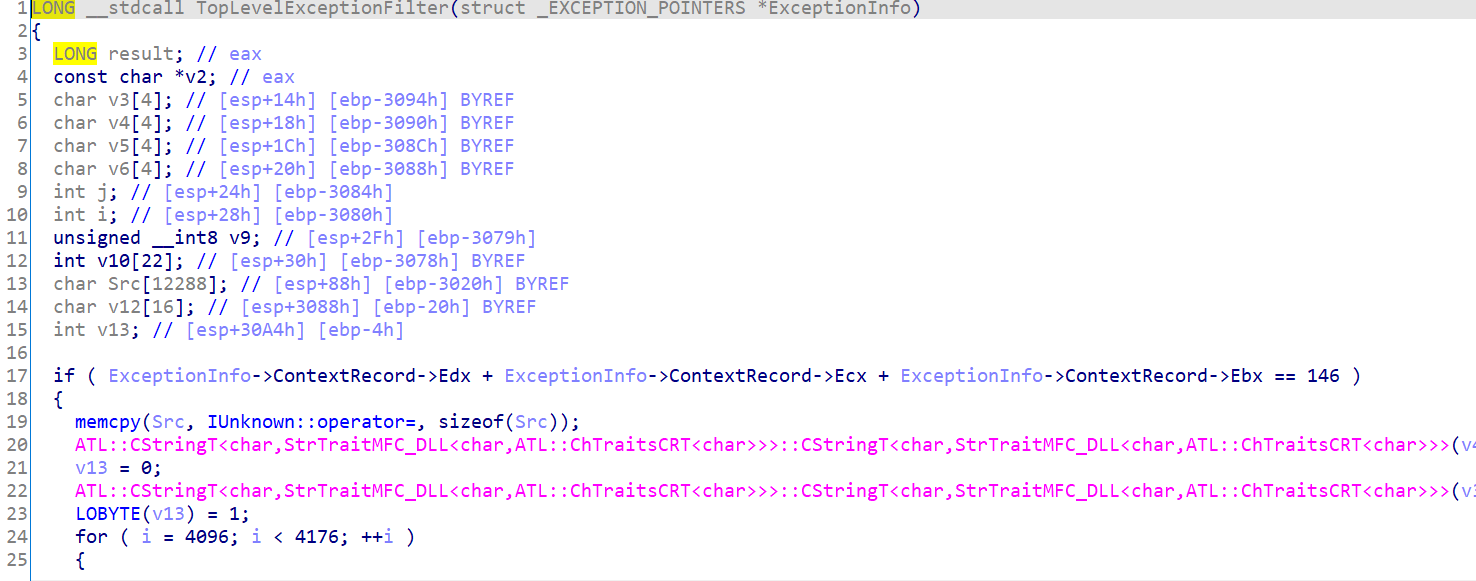 1 LONG __stdcall TopLevelExceptionFilter(struct _EXCEPTION_POINTERS *ExceptionInfo)
2 {
3 LONG result; // eax
4 const char *v2; // eax
5 char v3[4]; // [esp+14h] [ebp-3094h] BYREF
6 char v4[4]; // [esp+18h] [ebp-3090h] BYREF
7 char v5[4]; // [esp+1Ch] [ebp-308Ch] BYREF
8 char v6[4]; // [esp+20h] [ebp-3088h] BYREF
9 int j; // [esp+24h] [ebp-3084h]
10 int i; // [esp+28h] [ebp-3080h]
11 unsigned __int8 v9; // [esp+2Fh] [ebp-3079h]
12 int v10[22]; // [esp+30h] [ebp-3078h] BYREF
13 char Src[12288]; // [esp+88h] [ebp-3020h] BYREF
14 char v12[16]; // [esp+3088h] [ebp-20h] BYREF
15 int v13; // [esp+30A4h] [ebp-4h]
16
17 if ( ExceptionInfo->ContextRecord->Edx + ExceptionInfo->ContextRecord->Ecx + ExceptionInfo->ContextRecord->Ebx == 146 )
18 {
19 memcpy(Src, IUnknown::operator=, sizeof(Src));
20 ATL::CStringT<char,StrTraitMFC_DLL<char,ATL::ChTraitsCRT<char>>>::CStringT<char,StrTraitMFC_DLL<char,ATL::ChTraitsCRT<char>>>(v4
21 v13 = 0;
22 ATL::CStringT<char,StrTraitMFC_DLL<char,ATL::ChTraitsCRT<char>>>::CStringT<char,StrTraitMFC_DLL<char,ATL::ChTraitsCRT<char>>>(v3
23 LOBYTE(v13) = 1;
24 for ( i = 4096; i < 4176; ++i )
25 {